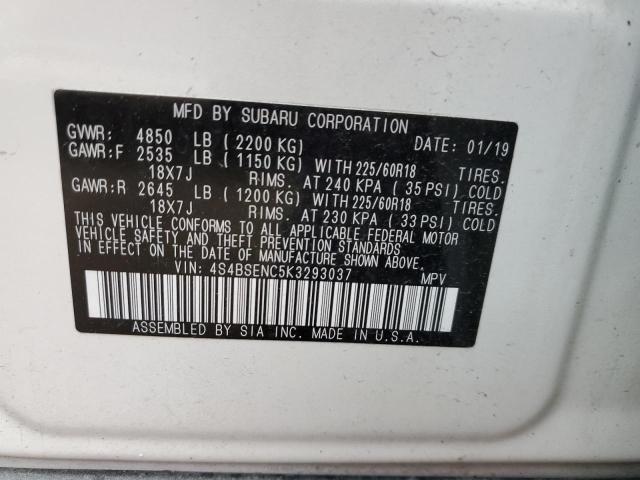 MFD BY SUBARU CORPORATION
GVWR: 4850 LB ( 2200 KG) DATE: 01/19
GAWR:F 2535 LB ( 1150 KG) WITH 225/60R18 TIRES.
18X7J RIMS. AT 240 KPA ( 35 PSI) COLD
GAWR:R 2645 LB ( 1200 KG) WITH 225/60R18 TIRES.
18X7J RIMS. AT 230 KPA ( 33 PSI) COLD
THIS VEHICLE CONFORMS TO ALL APPLICABLE FEDERAL MOTOR
VEHICLE SAFETY AND THEFT PREVENTION STANDARDS
IN EFFECT ON THE DATE OF MANUFACTURE SHOWN ABOVE.
VIN: 4S4BSENC5K3293037 MPV
ASSEMBLED BY SIA INC. MADE IN U.S.A.